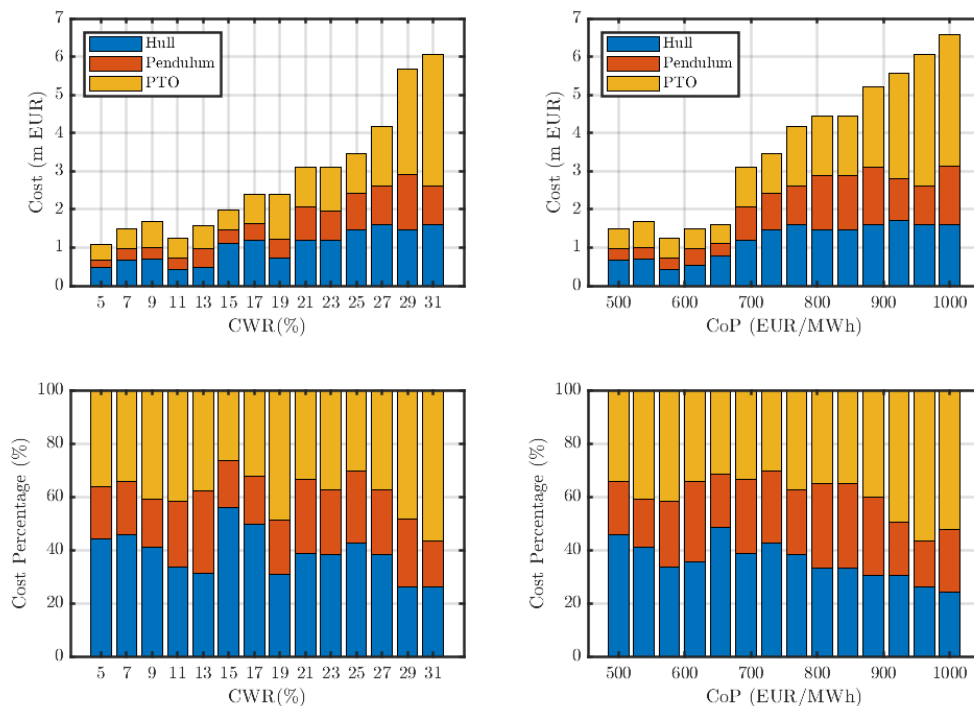 7
6
5
4
3
2
1
0
Cost (m EUR)
Hull
Pendulum
PTO
5 7 9 11 13 15 17 19 21 23 25 27 29 31
CWR(%)
7
6
5
4
3
2
1
0
Cost (m EUR)
Hull
Pendulum
PTO
500 600 700 800 900 1000
CoP (EUR/MWh)
100
80
60
40
20
0
Cost Percentage (%)
5 7 9 11 13 15 17 19 21 23 25 27 29 31
CWR(%)
100
80
60
40
20
0
Cost Percentage (%)
500 600 700 800 900 1000
CoP (EUR/MWh)